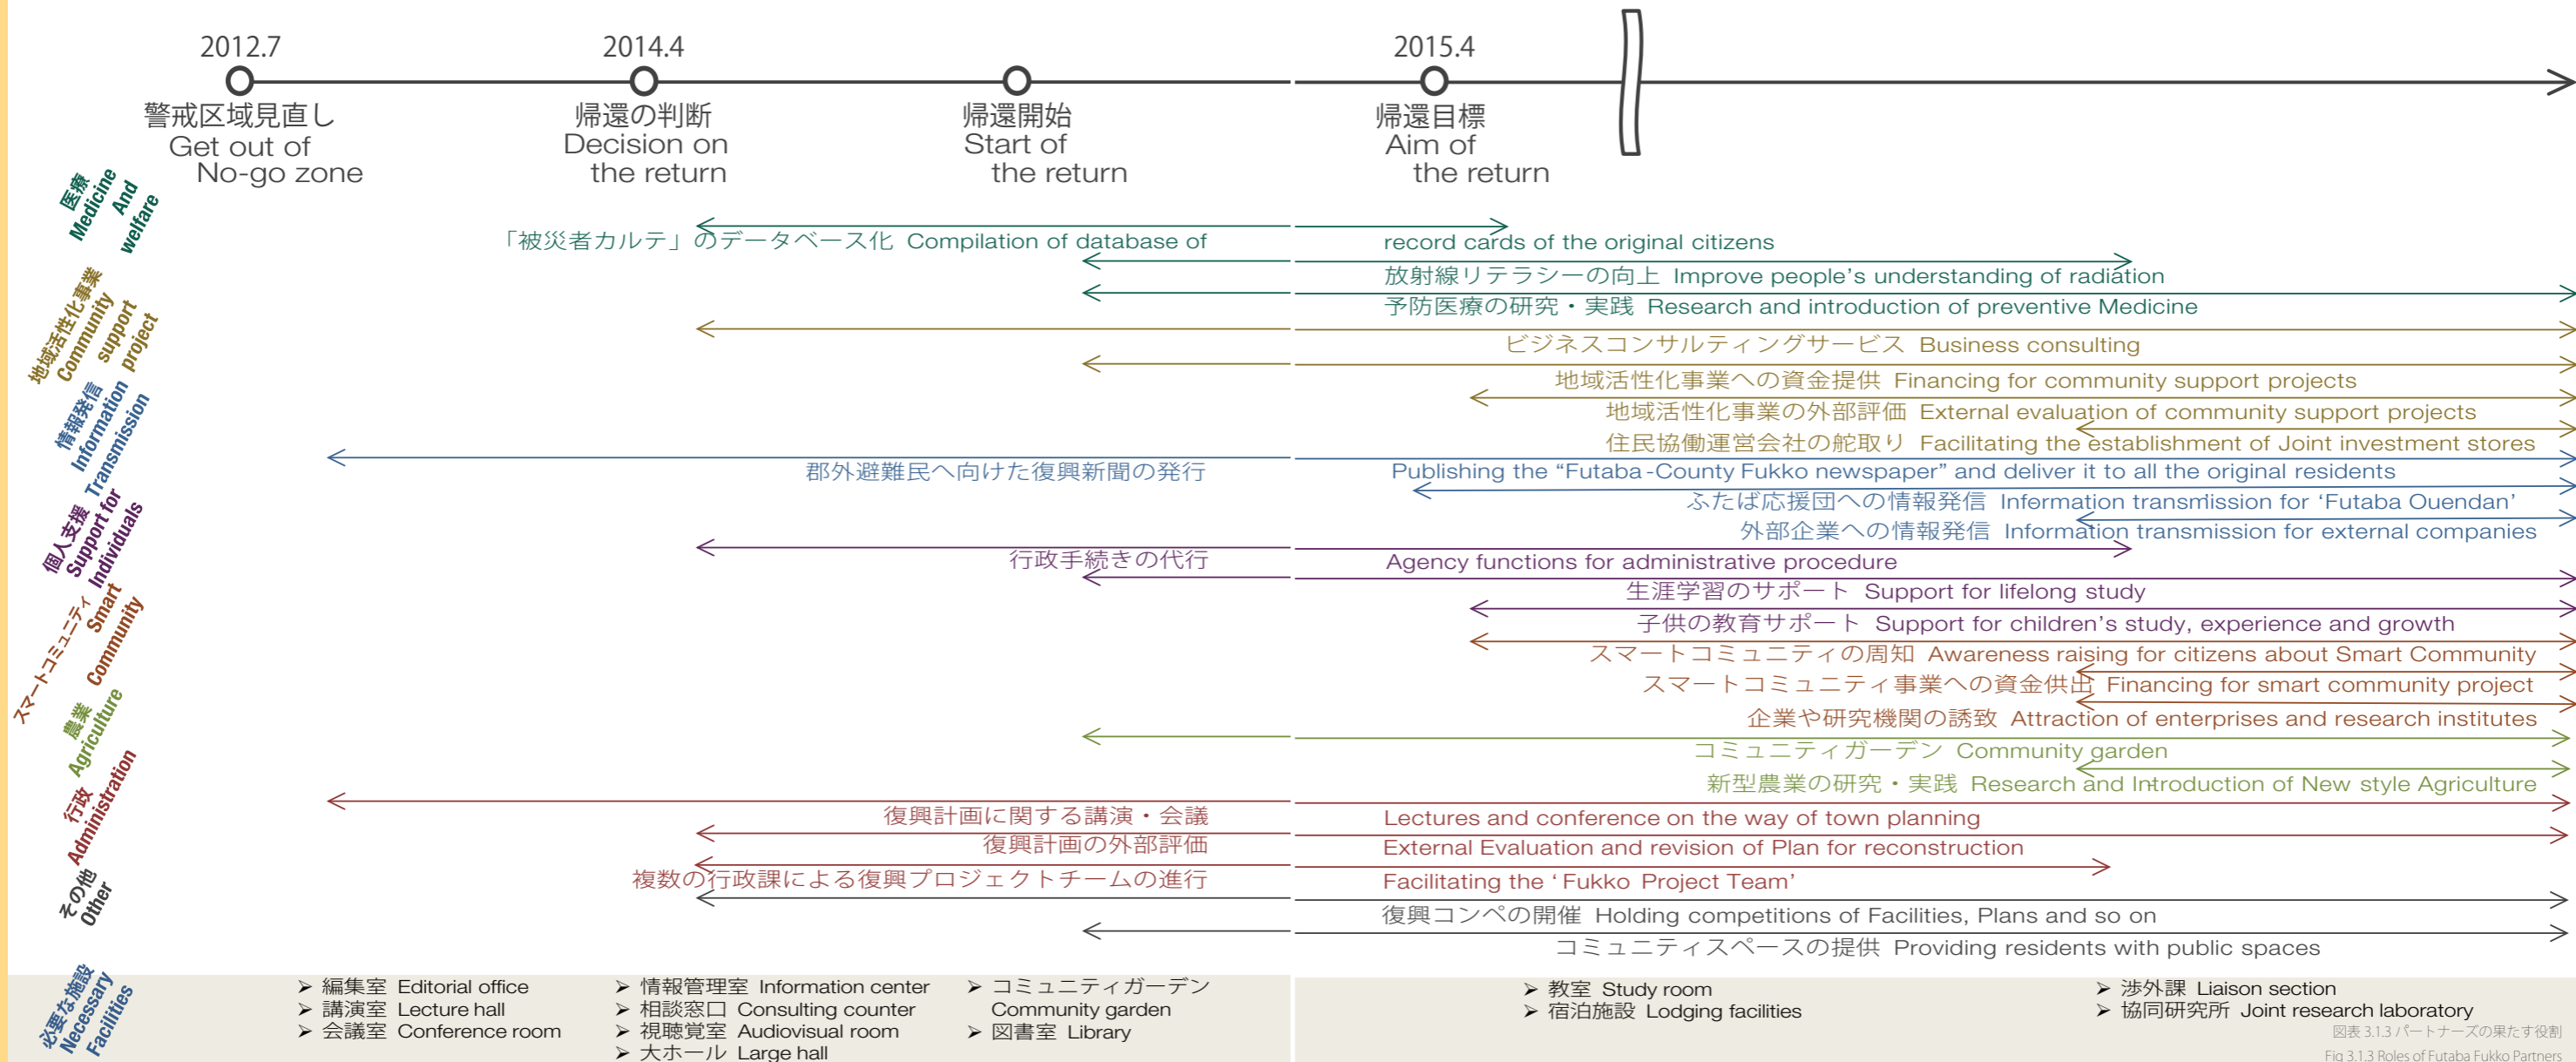 2012.7
2014.4
2015.4
警戒区域見直し
Get out of
No-go zone
帰還の判断
Decision on
the return
帰還開始
Start of
the return
帰還目標
Aim of
the return
医療
Medicine
And
welfare
「被災者カルテ」のデータベース化 Compilation of database of record cards of the original citizens
放射線リテラシーの向上 Improve people's understanding of radiation
予防医療の研究・実践 Research and introduction of preventive Medicine
地域活性化事業
Community
support
project
ビジネスコンサルティングサービス Business consulting
地域活性化事業への資金提供 Financing for community support projects
地域活性化事業の外部評価 External evaluation of community support projects
住民協働運営会社の舵取り Facilitating the establishment of Joint investment stores
情報発信
Information
Transmission
郡外避難民へ向けた復興新聞の発行 Publishing the “Futaba-County Fukko newspaper” and deliver it to all the original residents
ふたば応援団への情報発信 Information transmission for ‘Futaba Ouendan’
外部企業への情報発信 Information transmission for external companies
個人支援
Support for
Individuals
行政手続きの代行 Agency functions for administrative procedure
生涯学習のサポート Support for lifelong study
子供の教育サポート Support for children's study, experience and growth
スマートコミュニティ
Smart
Community
スマートコミュニティの周知 Awareness raising for citizens about Smart Community
スマートコミュニティ事業への資金供出 Financing for smart community project
企業や研究機関の誘致 Attraction of enterprises and research institutes
農業
Agriculture
コミュニティガーデン Community garden
新型農業の研究・実践 Research and Introduction of New style Agriculture
行政
Administration
復興計画に関する講演・会議 Lectures and conference on the way of town planning
復興計画の外部評価 External Evaluation and revision of Plan for reconstruction
複数の行政課による復興プロジェクトチームの進行 Facilitating the ‘Fukko Project Team’
その他
Other
復興コンペの開催 Holding competitions of Facilities, Plans and so on
コミュニティスペースの提供 Providing residents with public spaces
必要な施設
Necessary
Facilities
➢ 編集室 Editorial office
➢ 講演室 Lecture hall
➢ 会議室 Conference room
➢ 情報管理室 Information center
➢ 相談窓口 Consulting counter
➢ 視聴覚室 Audiovisual room
➢ 大ホール Large hall
➢ コミュニティガーデン
Community garden
➢ 図書室 Library
➢ 教室 Study room
➢ 宿泊施設 Lodging facilities
➢ 渉外課 Liaison section
➢ 協同研究所 Joint research laboratory
図表 3.1.3 パートナーズの果たす役割
Fig 3.1.3 Roles of Futaba Fukko Partners